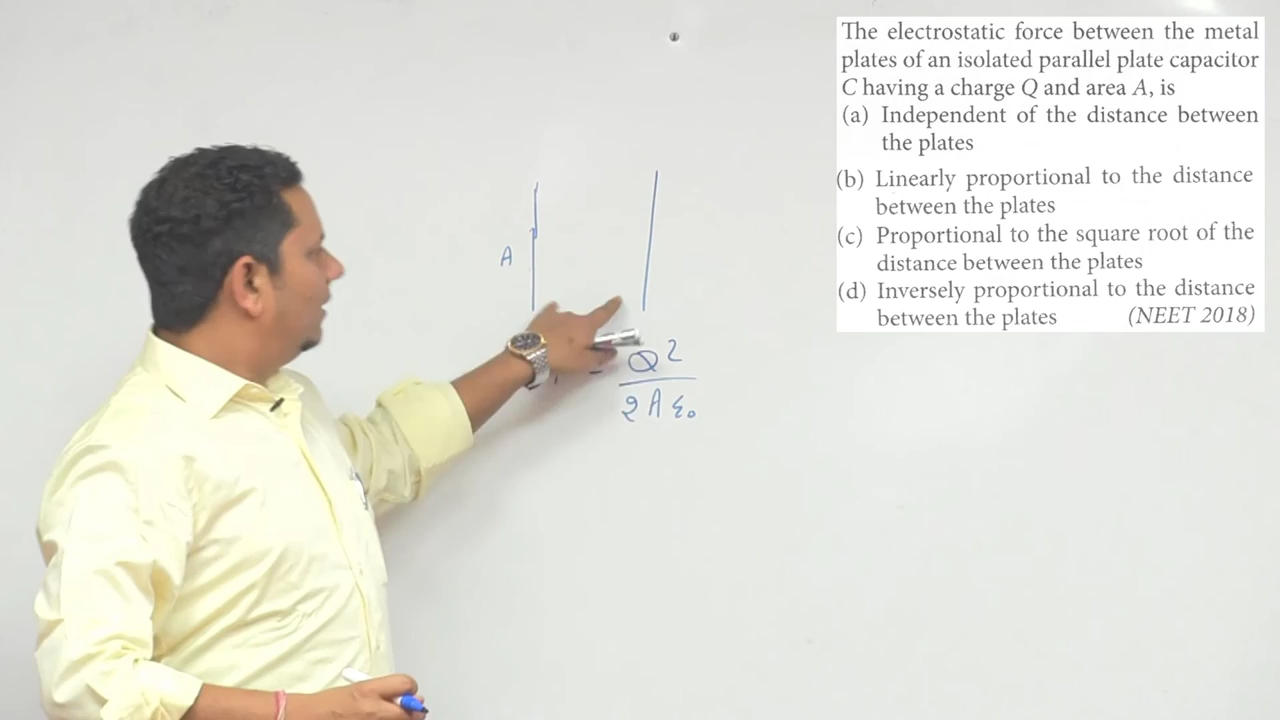 The electrostatic force between the metal
plates of an isolated parallel plate capacitor
C having a charge Q and area A, is
(a) Independent of the distance between
the plates
(b) Linearly proportional to the distance
between the plates
(c) Proportional to the square root of the
distance between the plates
(d) Inversely proportional to the distance
between the plates (NEET 2018)
A
Q²
2Aε₀